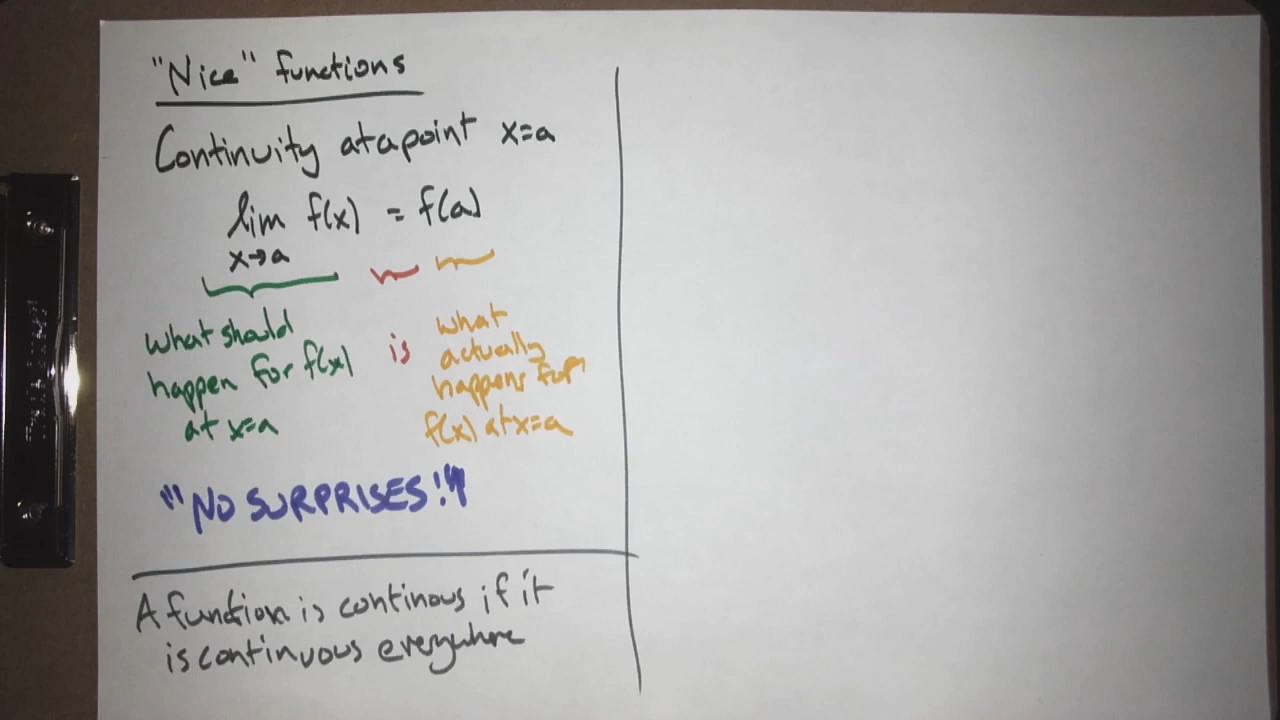 "Nice" functions
Continuity at a point x=a
lim f(x) = f(a)
x→a
what should
happen for f(x)
at x=a
is
what
actually
happens for
f(x) at x=a
"NO SURPRISES!"
A function is continous if it
is continuous everywhere